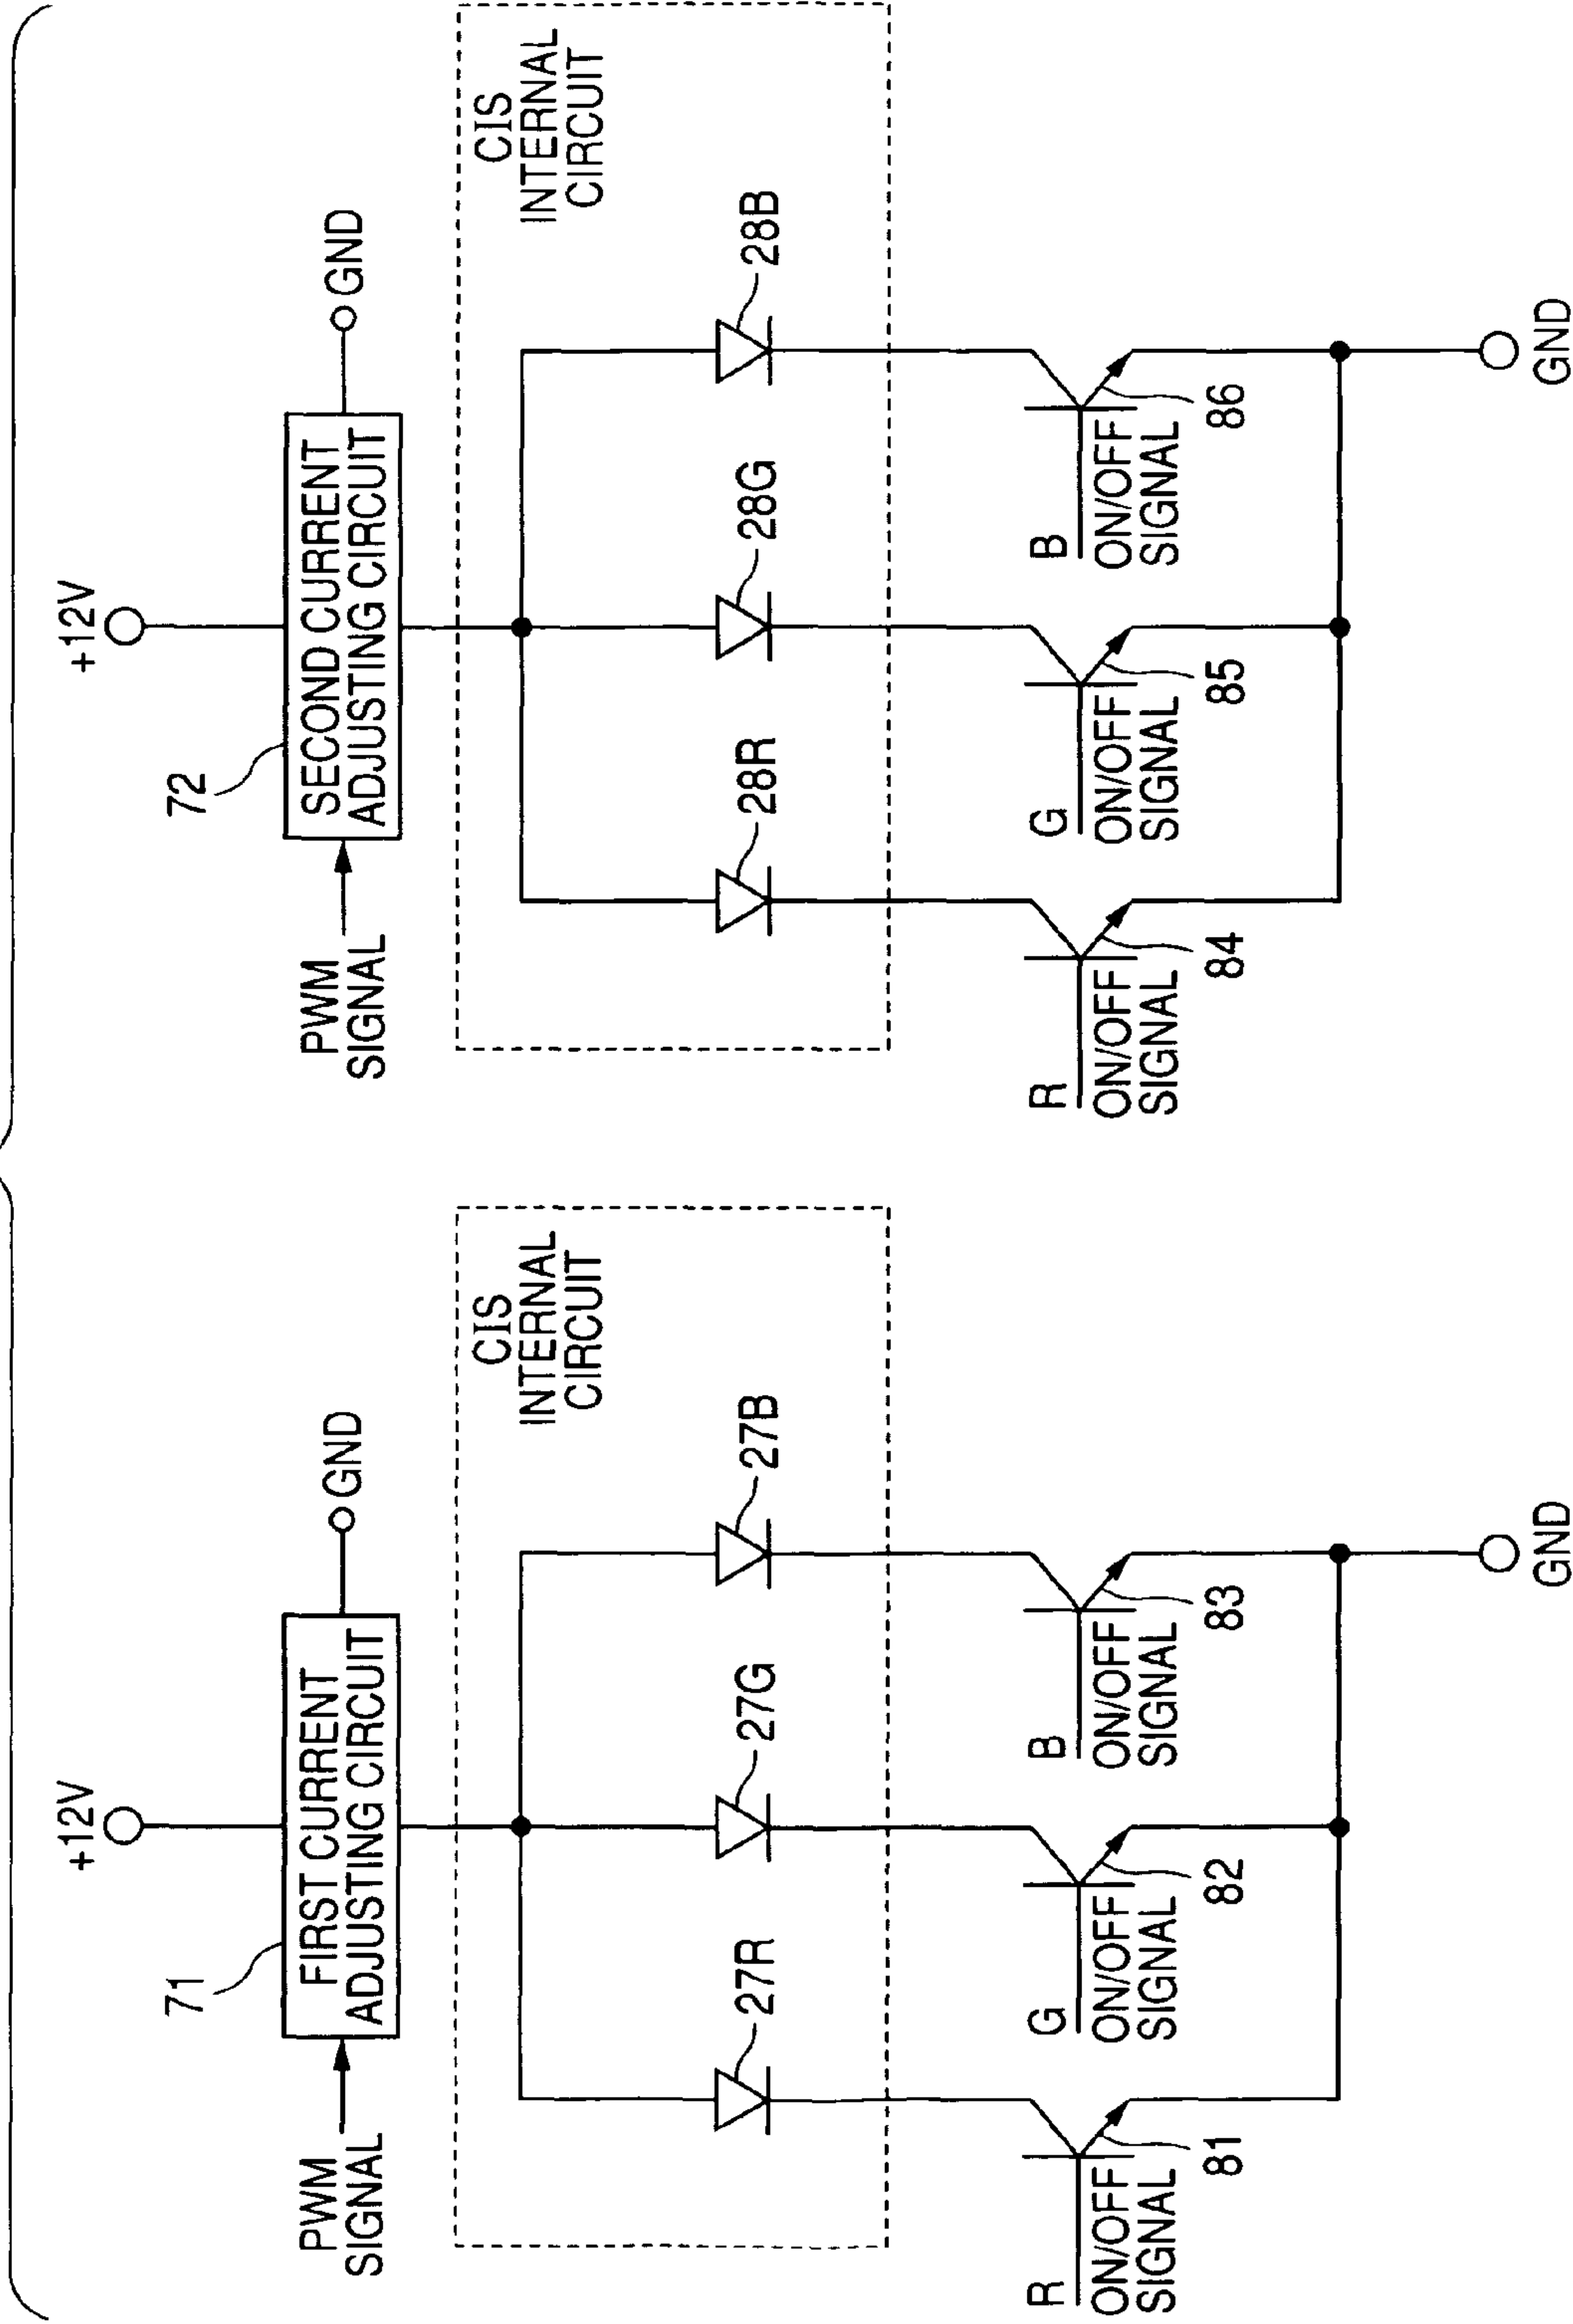 +12V
71
FIRST CURRENT
ADJUSTING CIRCUIT
PWM
SIGNAL
GND
CIS
INTERNAL
CIRCUIT
27R
27G
27B
R
ON/OFF
SIGNAL
81
G
ON/OFF
SIGNAL
82
B
ON/OFF
SIGNAL
83
GND
+12V
72
SECOND CURRENT
ADJUSTING CIRCUIT
PWM
SIGNAL
GND
CIS
INTERNAL
CIRCUIT
28R
28G
28B
R
ON/OFF
SIGNAL
84
G
ON/OFF
SIGNAL
85
B
ON/OFF
SIGNAL
86
GND